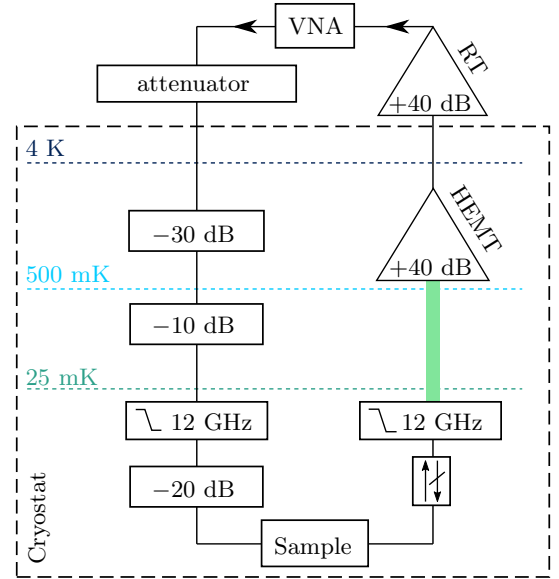 VNA
RT
attenuator
+40 dB
4 K
HEMT
−30 dB
+40 dB
500 mK
−10 dB
25 mK
12 GHz
12 GHz
−20 dB
Cryostat
Sample